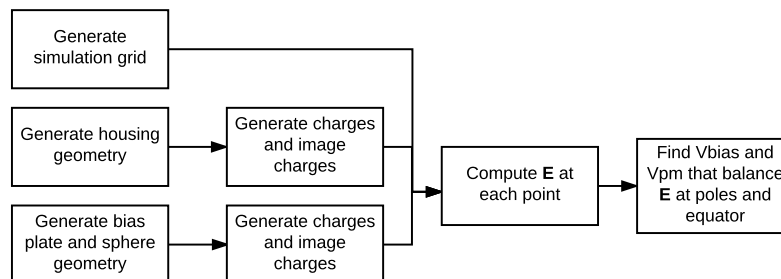 Generate
simulation grid
Generate housing
geometry
Generate charges
and image
charges
Generate bias
plate and sphere
geometry
Generate charges
and image
charges
Compute E at
each point
Find Vbias and
Vpm that balance
E at poles and
equator